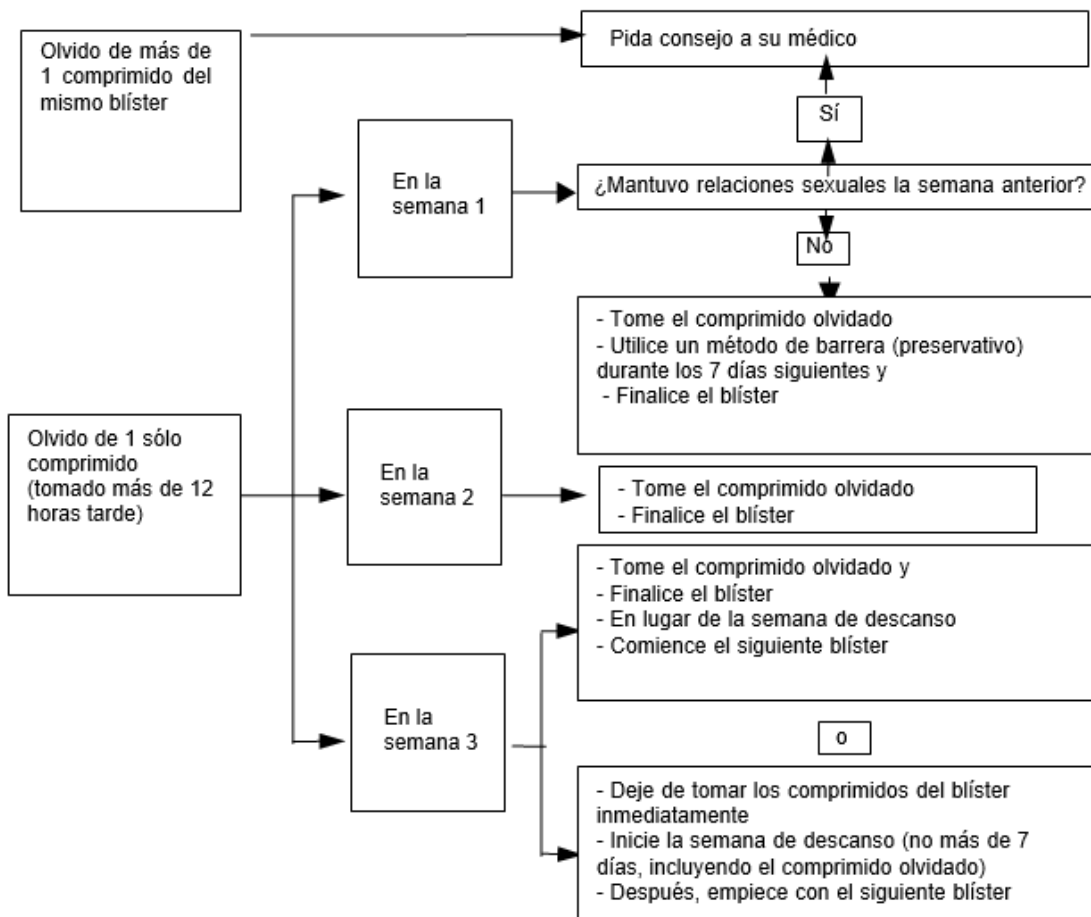 Olvido de más de
1 comprimido del
mismo blíster
Pida consejo a su médico
Sí
En la
semana 1
¿Mantuvo relaciones sexuales la semana anterior?
No
- Tome el comprimido olvidado
- Utilice un método de barrera (preservativo)
durante los 7 días siguientes y
- Finalice el blíster
Olvido de 1 sólo
comprimido
(tomado más de 12
horas tarde)
En la
semana 2
- Tome el comprimido olvidado
- Finalice el blíster
- Tome el comprimido olvidado y
- Finalice el blíster
- En lugar de la semana de descanso
- Comience el siguiente blíster
En la
semana 3
o
- Deje de tomar los comprimidos del blíster
inmediatamente
- Inicie la semana de descanso (no más de 7
días, incluyendo el comprimido olvidado)
- Después, empiece con el siguiente blíster